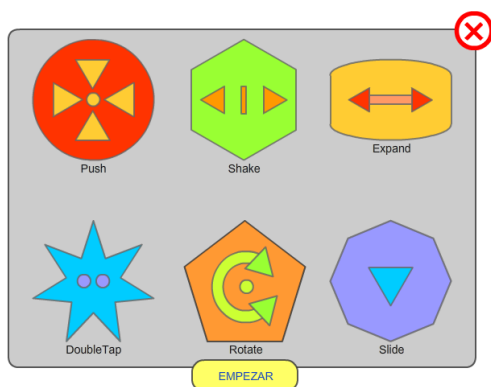 Push
Shake
Expand
DoubleTap
Rotate
Slide
EMPEZAR